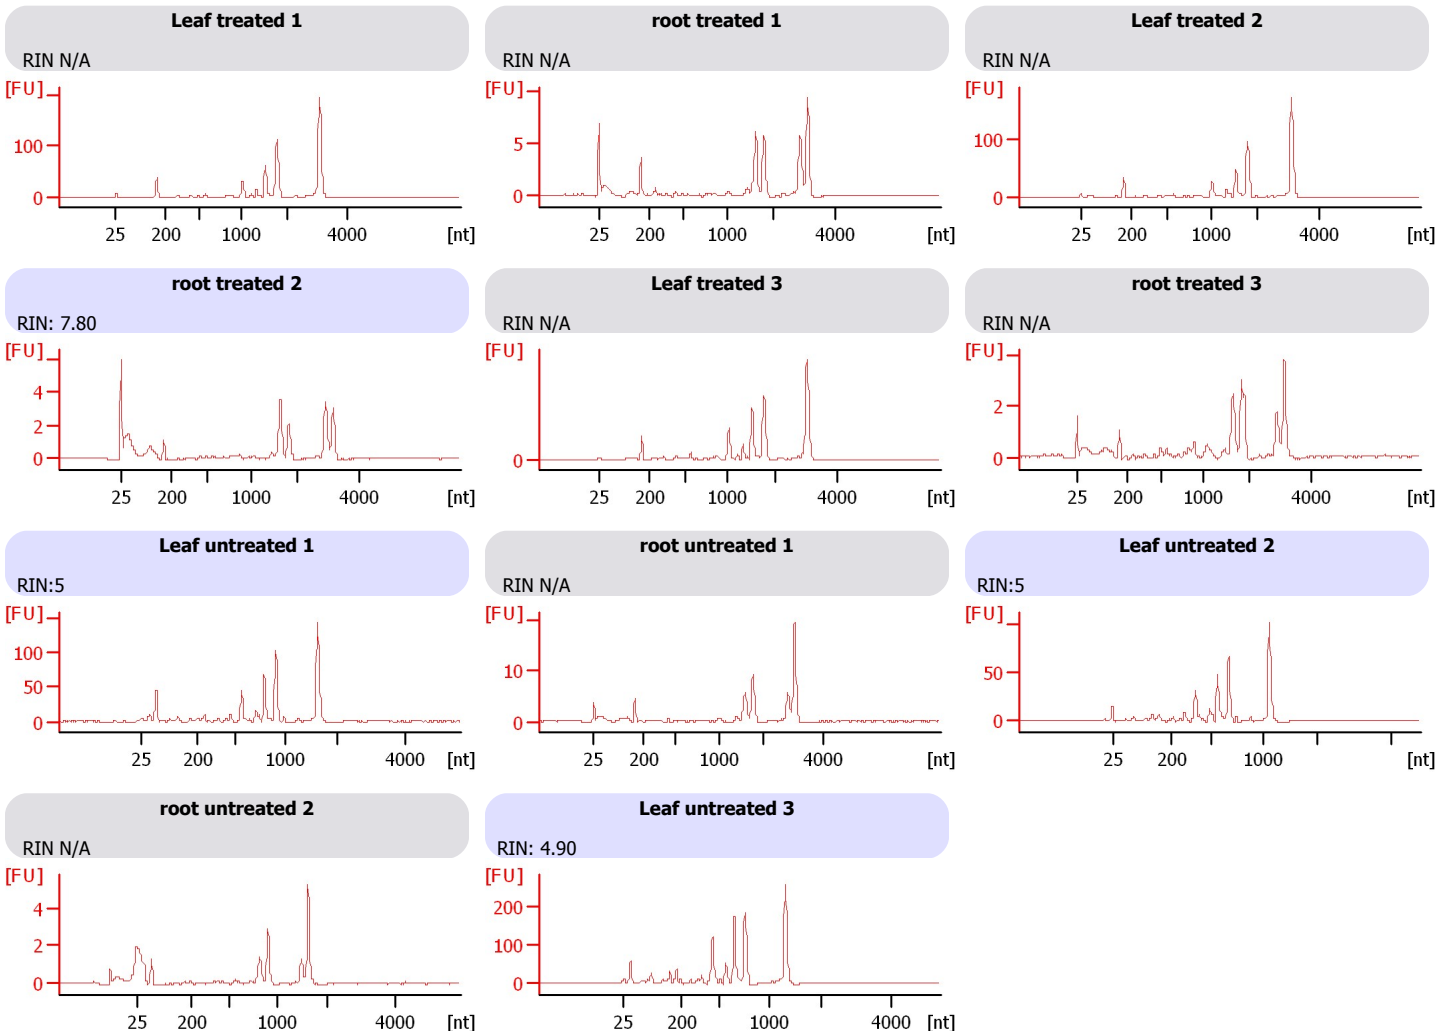 Leaf treated 1
RIN N/A
[FU]
100
0
25 200 1000 4000 [nt]
root treated 1
RIN N/A
[FU]
5
0
25 200 1000 4000 [nt]
Leaf treated 2
RIN N/A
[FU]
100
0
25 200 1000 4000 [nt]
root treated 2
RIN: 7.80
[FU]
4
2
0
25 200 1000 4000 [nt]
Leaf treated 3
RIN N/A
[FU]
0
25 200 1000 4000 [nt]
root treated 3
RIN N/A
[FU]
2
0
25 200 1000 4000 [nt]
Leaf untreated 1
RIN:5
[FU]
100
50
0
25 200 1000 4000 [nt]
root untreated 1
RIN N/A
[FU]
10
0
25 200 1000 4000 [nt]
Leaf untreated 2
RIN:5
[FU]
50
0
25 200 1000 [nt]
root untreated 2
RIN N/A
[FU]
4
2
0
25 200 1000 4000 [nt]
Leaf untreated 3
RIN: 4.90
[FU]
200
100
0
25 200 1000 4000 [nt]